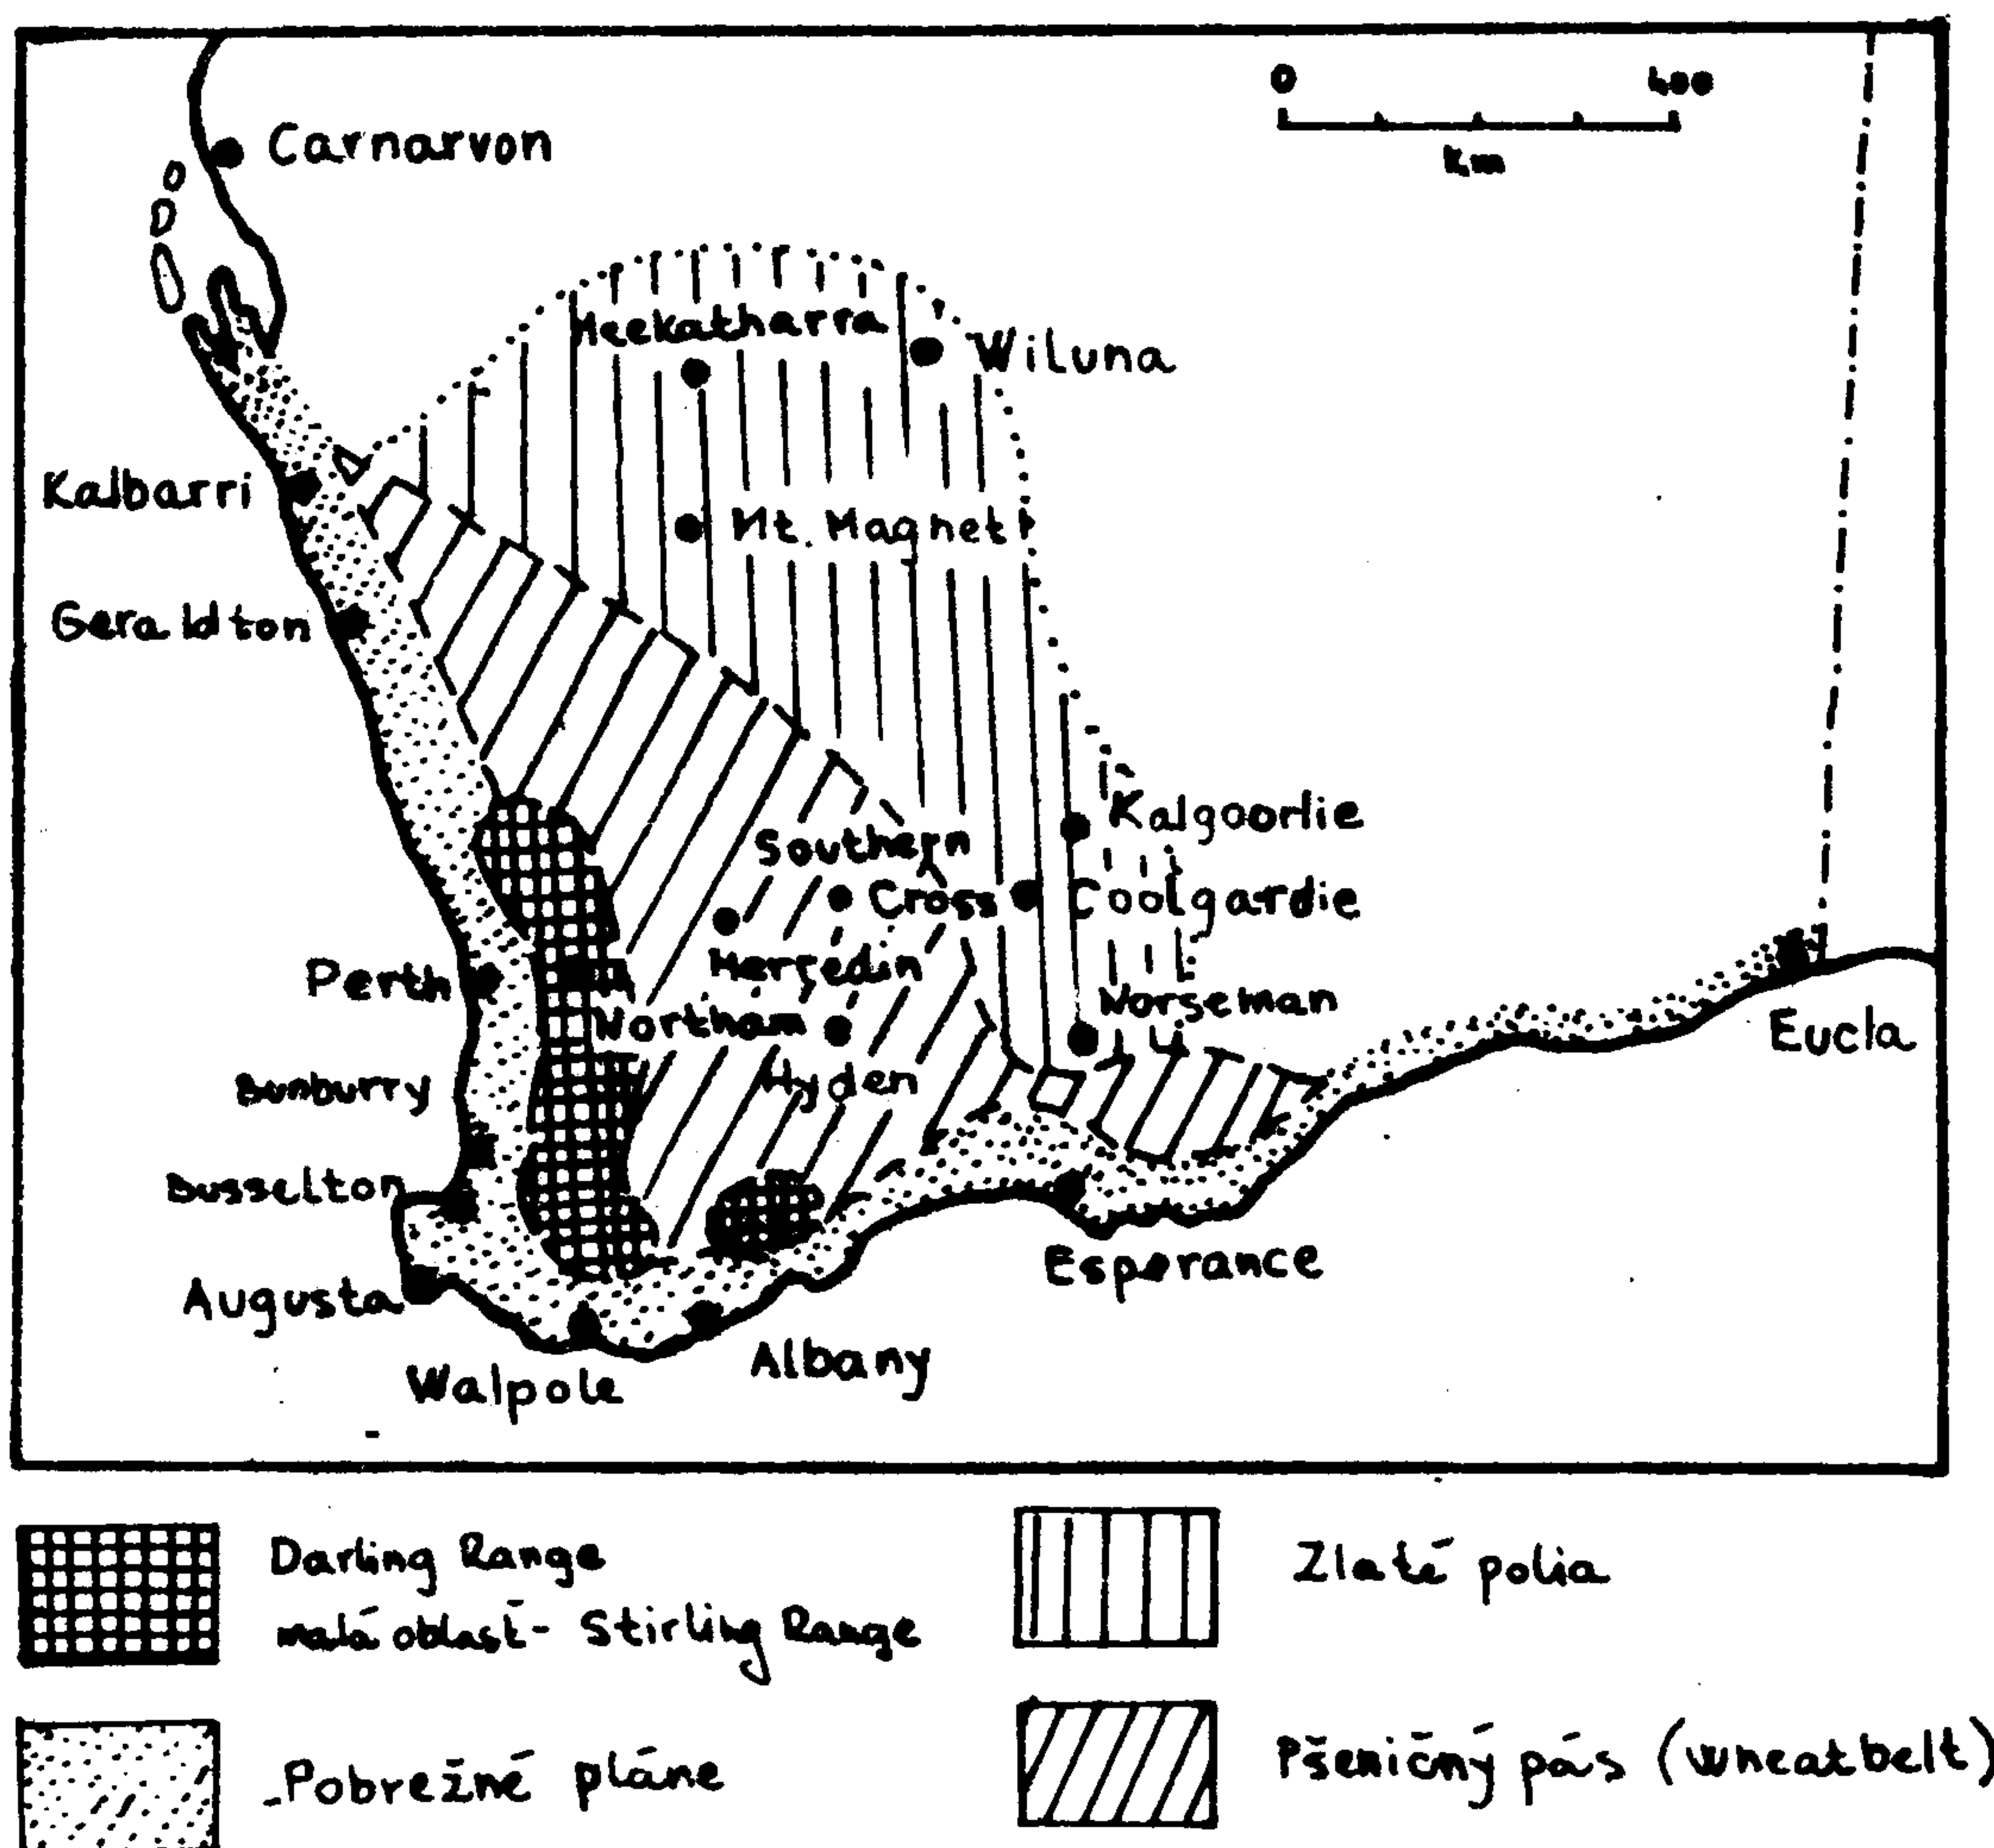 0 400
km
Carnarvon
Meekatharra
Wiluna
Kalbarri
Mt. Magnet
Geraldton
Kalgoorlie
Southern
Cross
Coolgardie
Merredin
Perth
Norseman
Northam
Eucla
Hyden
Bunburry
Busselton
Esperance
Augusta
Albany
Walpole
Darling Range
malá oblasť - Stirling Range
Zlaté polia
Pobrežné pláne
Pšeničný pás (wheatbelt)